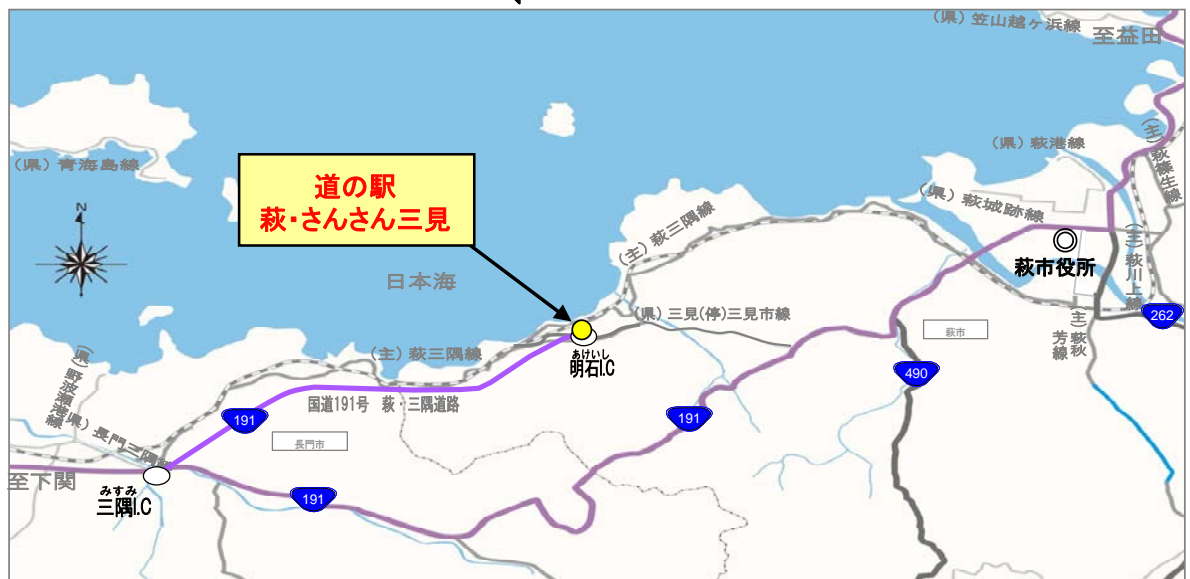 (県) 笠山越ヶ浜線
至益田
(県) 青海島線
(県) 萩港線
(主) 萩篠生線
道の駅
萩・さんさん三見
N
(県) 萩城跡線
(主) 萩三隅線
日本海
萩市役所
(主) 萩川上線
262
(県) 三見(停)三見市線
萩市
(主) 萩秋芳線
(主) 萩三隅線
あけいし
明石I.C
(県) 野波瀬港線
490
国道191号 萩・三隅道路
191
191
長門市
(県) 長門三隅線
至下関
みすみ
三隅I.C
191